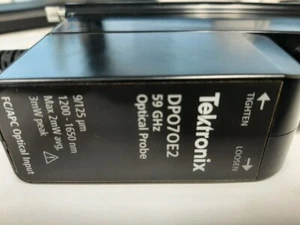 Tektronix
DPO7OE2
59 GHz
Optical Probe
9/125 µm
1200 - 1650 nm
Max 2mW avg.
3mW peak
FC/APC Optical Input
TIGHTEN
LOOSEN